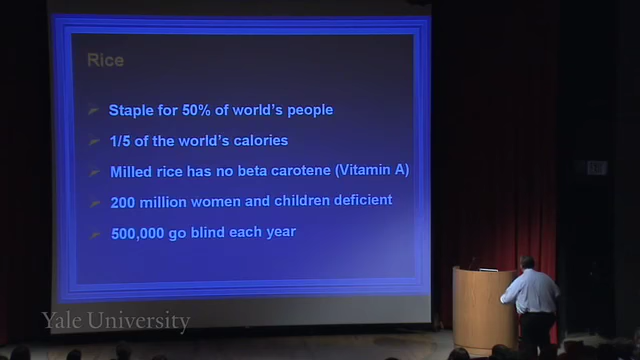 Rice
Staple for 50% of world's people
1/5 of the world's calories
Milled rice has no beta carotene (Vitamin A)
200 million women and children deficient
500,000 go blind each year
Yale University